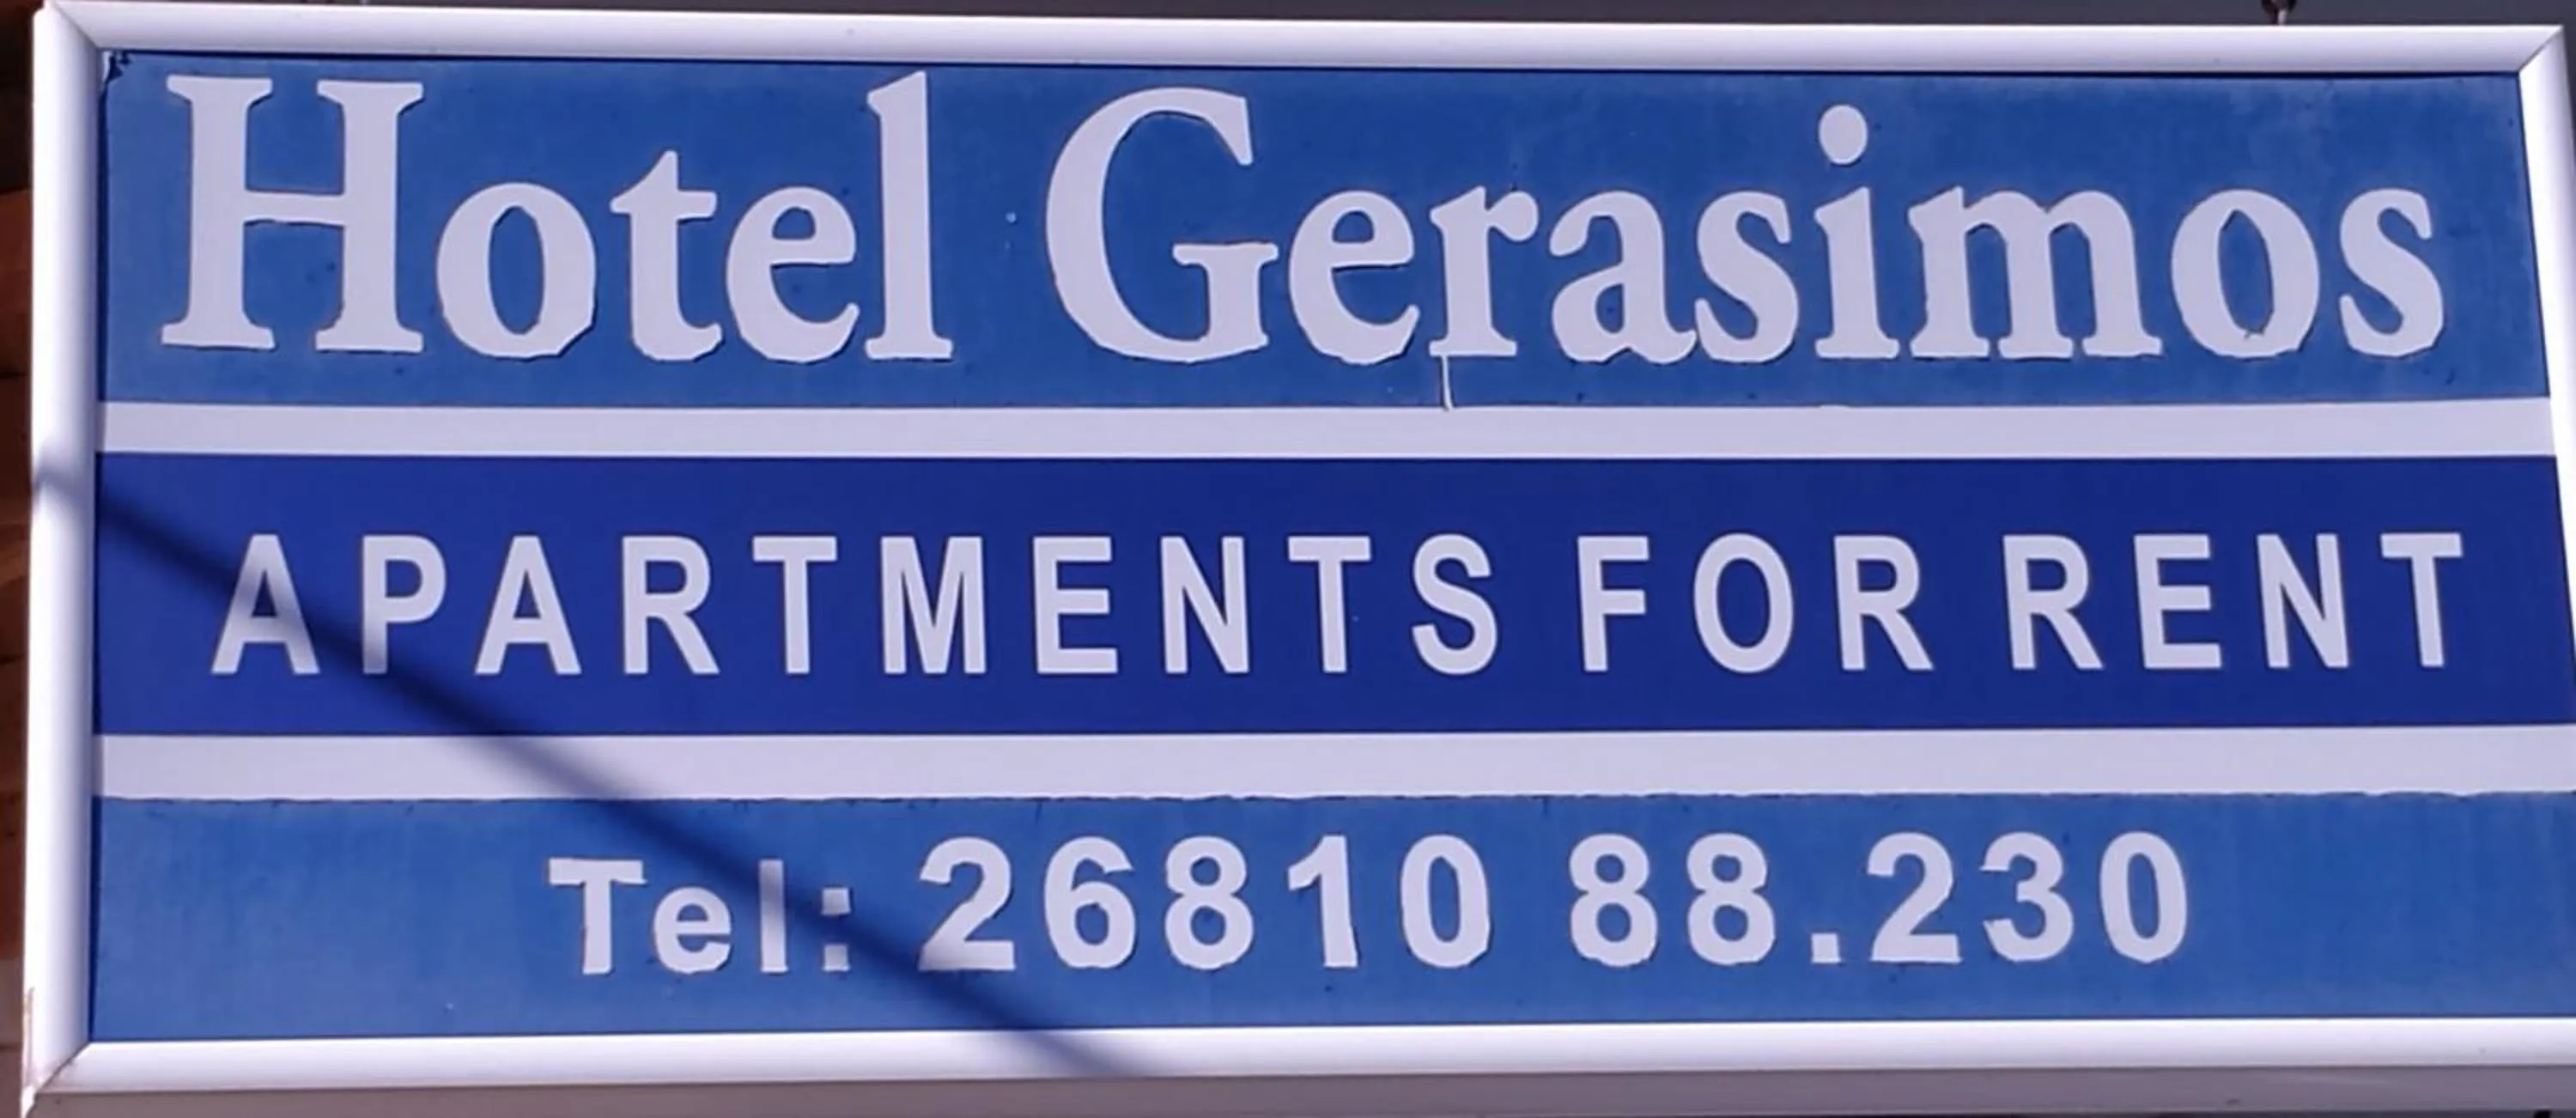 Hotel Gerasimos
APARTMENTS FOR RENT
Tel: 26810 88.230